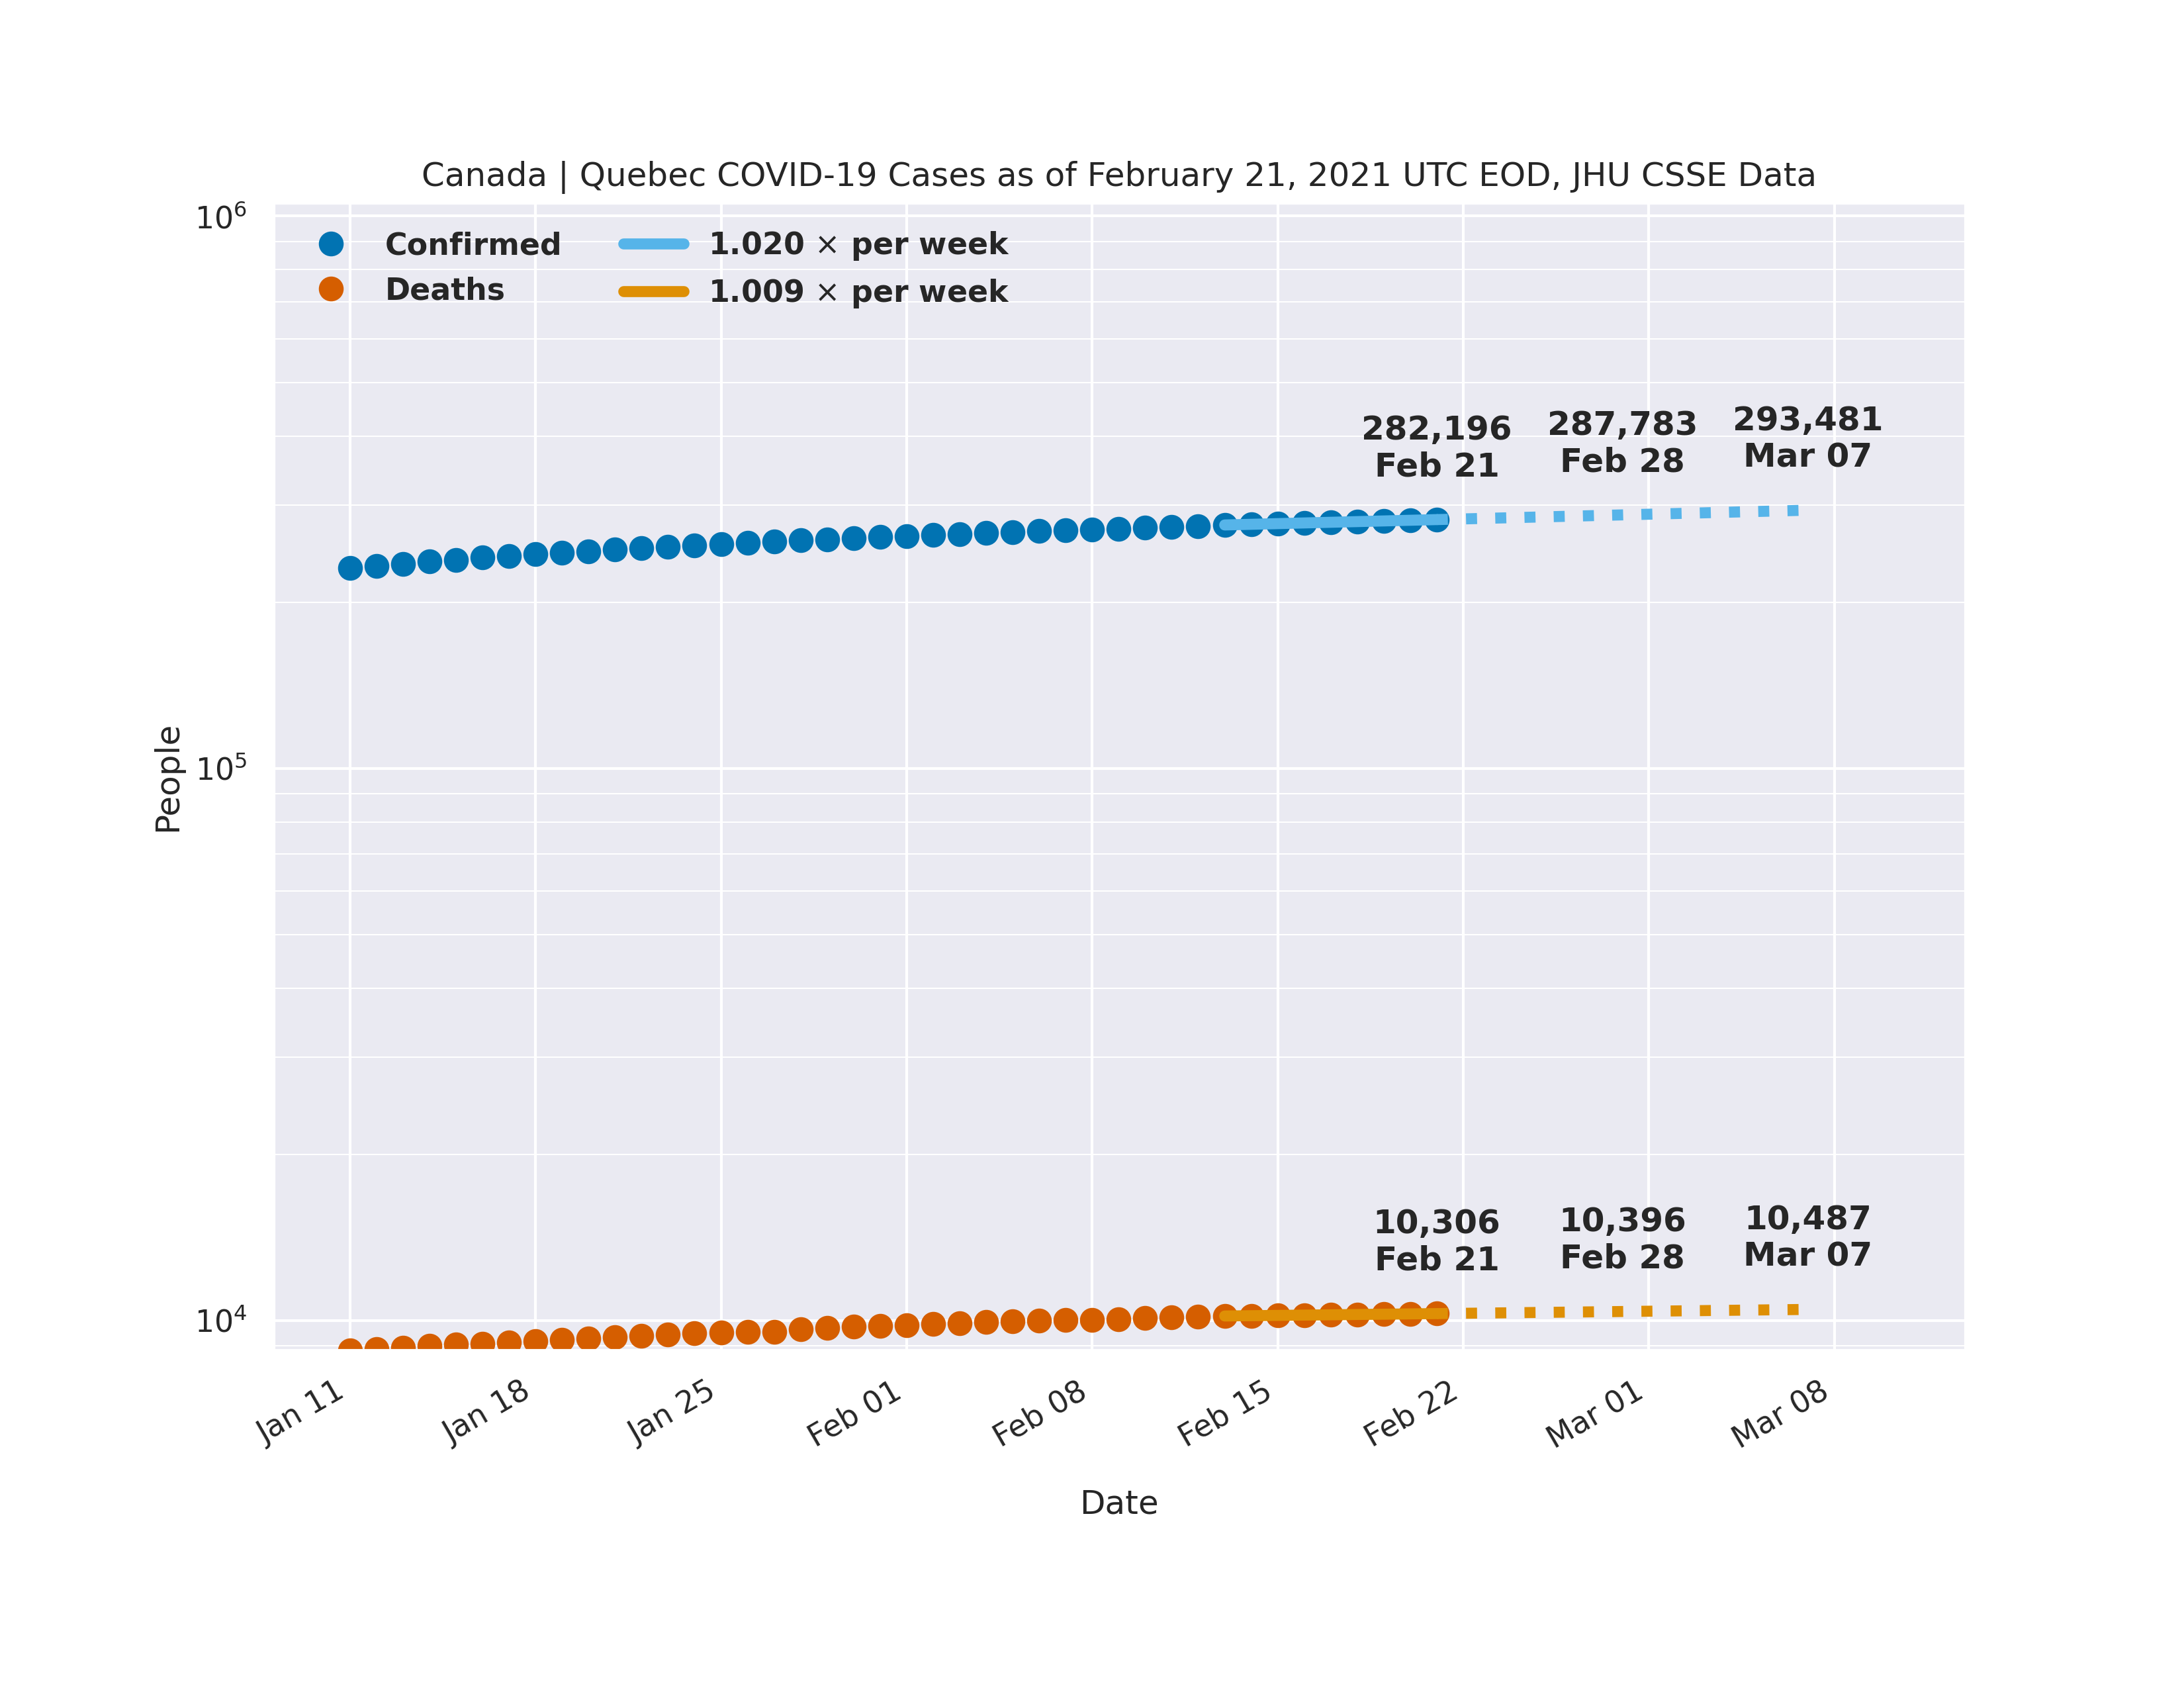 Canada | Quebec COVID-19 Cases as of February 21, 2021 UTC EOD, JHU CSSE Data
10⁶
Confirmed
Deaths
1.020 × per week
1.009 × per week
282,196
Feb 21
287,783
Feb 28
293,481
Mar 07
People
10⁵
10,306
Feb 21
10,396
Feb 28
10,487
Mar 07
10⁴
Jan 11
Jan 18
Jan 25
Feb 01
Feb 08
Feb 15
Feb 22
Mar 01
Mar 08
Date